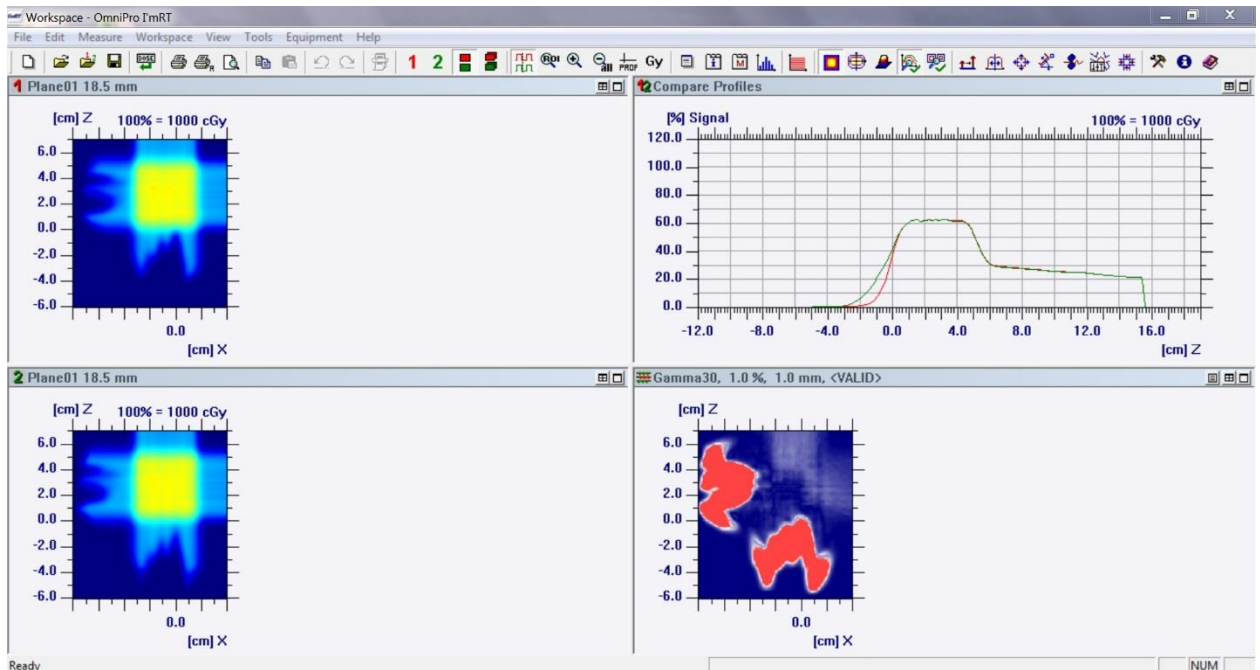 Workspace - OmniPro I'mRT
File Edit Measure Workspace View Tools Equipment Help
1 2 ROI all PROF Gy
1 Plane01 18.5 mm
[cm] Z 100% = 1000 cGy
6.0
4.0
2.0
0.0
-2.0
-4.0
-6.0
0.0
[cm] X
12 Compare Profiles
[%] Signal 100% = 1000 cGy
120.0
100.0
80.0
60.0
40.0
20.0
0.0
-12.0 -8.0 -4.0 0.0 4.0 8.0 12.0 16.0
[cm] Z
2 Plane01 18.5 mm
[cm] Z 100% = 1000 cGy
6.0
4.0
2.0
0.0
-2.0
-4.0
-6.0
0.0
[cm] X
Gamma30, 1.0 %, 1.0 mm, <VALID>
[cm] Z
6.0
4.0
2.0
0.0
-2.0
-4.0
-6.0
0.0
[cm] X
Ready NUM